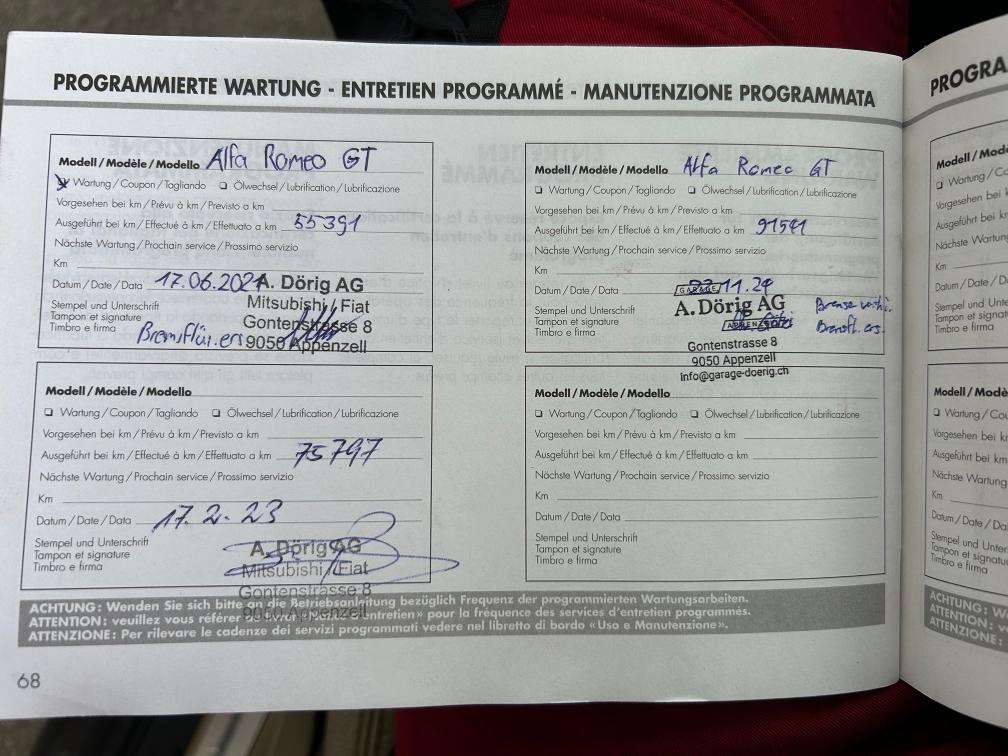 PROGRAMMIERTE WARTUNG - ENTRETIEN PROGRAMMÉ - MANUTENZIONE PROGRAMMATA
Modell / Modèle / Modello Alfa Romeo GT
Wartung / Coupon / Tagliando Ölwechsel / Lubrification / Lubrificazione
Vorgesehen bei km / Prévu à km / Previsto a km
Ausgeführt bei km / Effectué à km / Effettuato a km 55391
Nächste Wartung / Prochain service / Prossimo servizio
Km
Datum / Date / Data 17.06.2021
Stempel und Unterschrift
Tampon et signature
Timbro e firma
A. Dörig AG
Mitsubishi / Fiat
Gontenstrasse 8
9050 Appenzell
Modell / Modèle / Modello
Wartung / Coupon / Tagliando Ölwechsel / Lubrification / Lubrificazione
Vorgesehen bei km / Prévu à km / Previsto a km
Ausgeführt bei km / Effectué à km / Effettuato a km 75797
Nächste Wartung / Prochain service / Prossimo servizio
Km
Datum / Date / Data 17.2.23
Stempel und Unterschrift
Tampon et signature
Timbro e firma
A. Dörig AG
Mitsubishi / Fiat
Gontenstrasse 8
9050 Appenzell
Modell / Modèle / Modello Alfa Romeo GT
Wartung / Coupon / Tagliando Ölwechsel / Lubrification / Lubrificazione
Vorgesehen bei km / Prévu à km / Previsto a km
Ausgeführt bei km / Effectué à km / Effettuato a km 91541
Nächste Wartung / Prochain service / Prossimo servizio
Km
Datum / Date / Data
Stempel und Unterschrift
Tampon et signature
Timbro e firma
GARAGE
A. Dörig AG
APPENZELL
Gontenstrasse 8
9050 Appenzell
info@garage-doerig.ch
Modell / Modèle / Modello
Wartung / Coupon / Tagliando Ölwechsel / Lubrification / Lubrificazione
Vorgesehen bei km / Prévu à km / Previsto a km
Ausgeführt bei km / Effectué à km / Effettuato a km
Nächste Wartung / Prochain service / Prossimo servizio
Km
Datum / Date / Data
Stempel und Unterschrift
Tampon et signature
Timbro e firma
ACHTUNG: Wenden Sie sich bitte an die Betriebsanleitung bezüglich Frequenz der programmierten Wartungsarbeiten.
ATTENTION: veuillez vous référer entretien» pour la fréquence des services d'entretien programmés.
ATTENZIONE: Per rilevare le cadenze dei servizi programmati vedere nel libretto di bordo «Uso e Manutenzione».
68